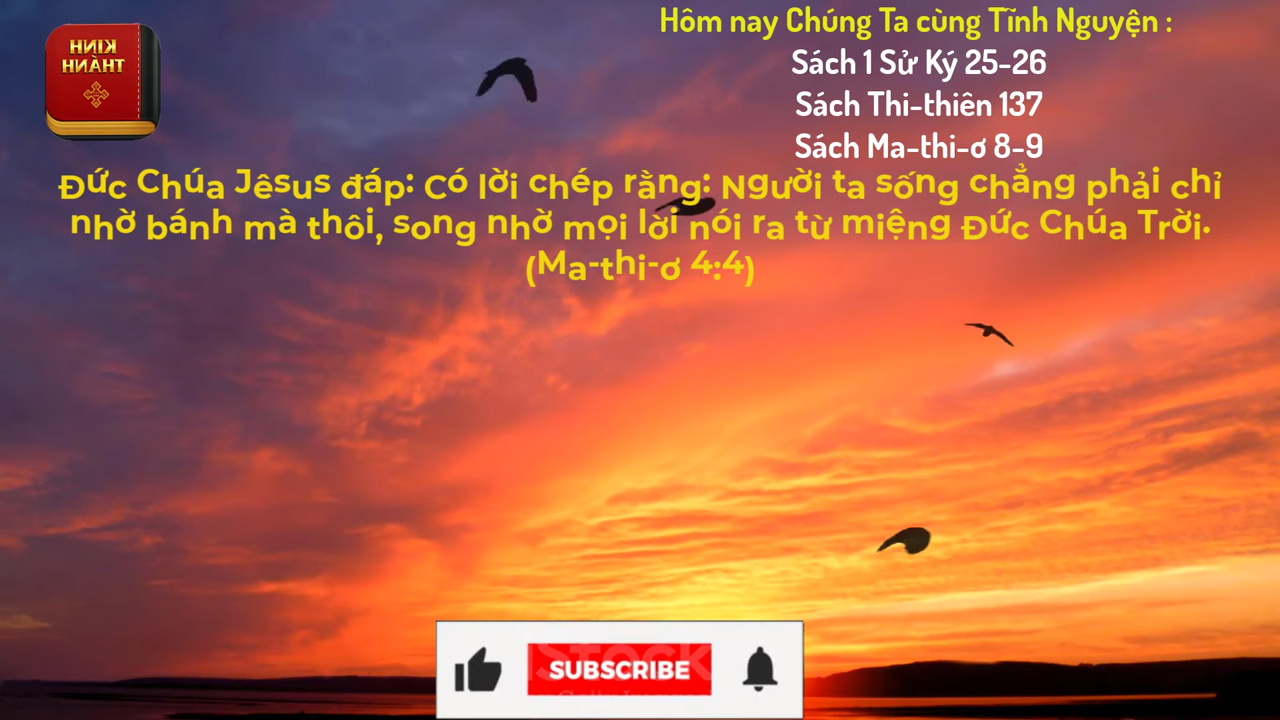 KINH
THÁNH
Hôm nay Chúng Ta cùng Tĩnh Nguyện :
Sách 1 Sử Ký 25-26
Sách Thi-thiên 137
Sách Ma-thi-ơ 8-9
Đức Chúa Jêsus đáp: Có lời chép rằng: Người ta sống chẳng phải chỉ
nhờ bánh mà thôi, song nhờ mọi lời nói ra từ miệng Đức Chúa Trời.
(Ma-thi-ơ 4:4)
SUBSCRIBE